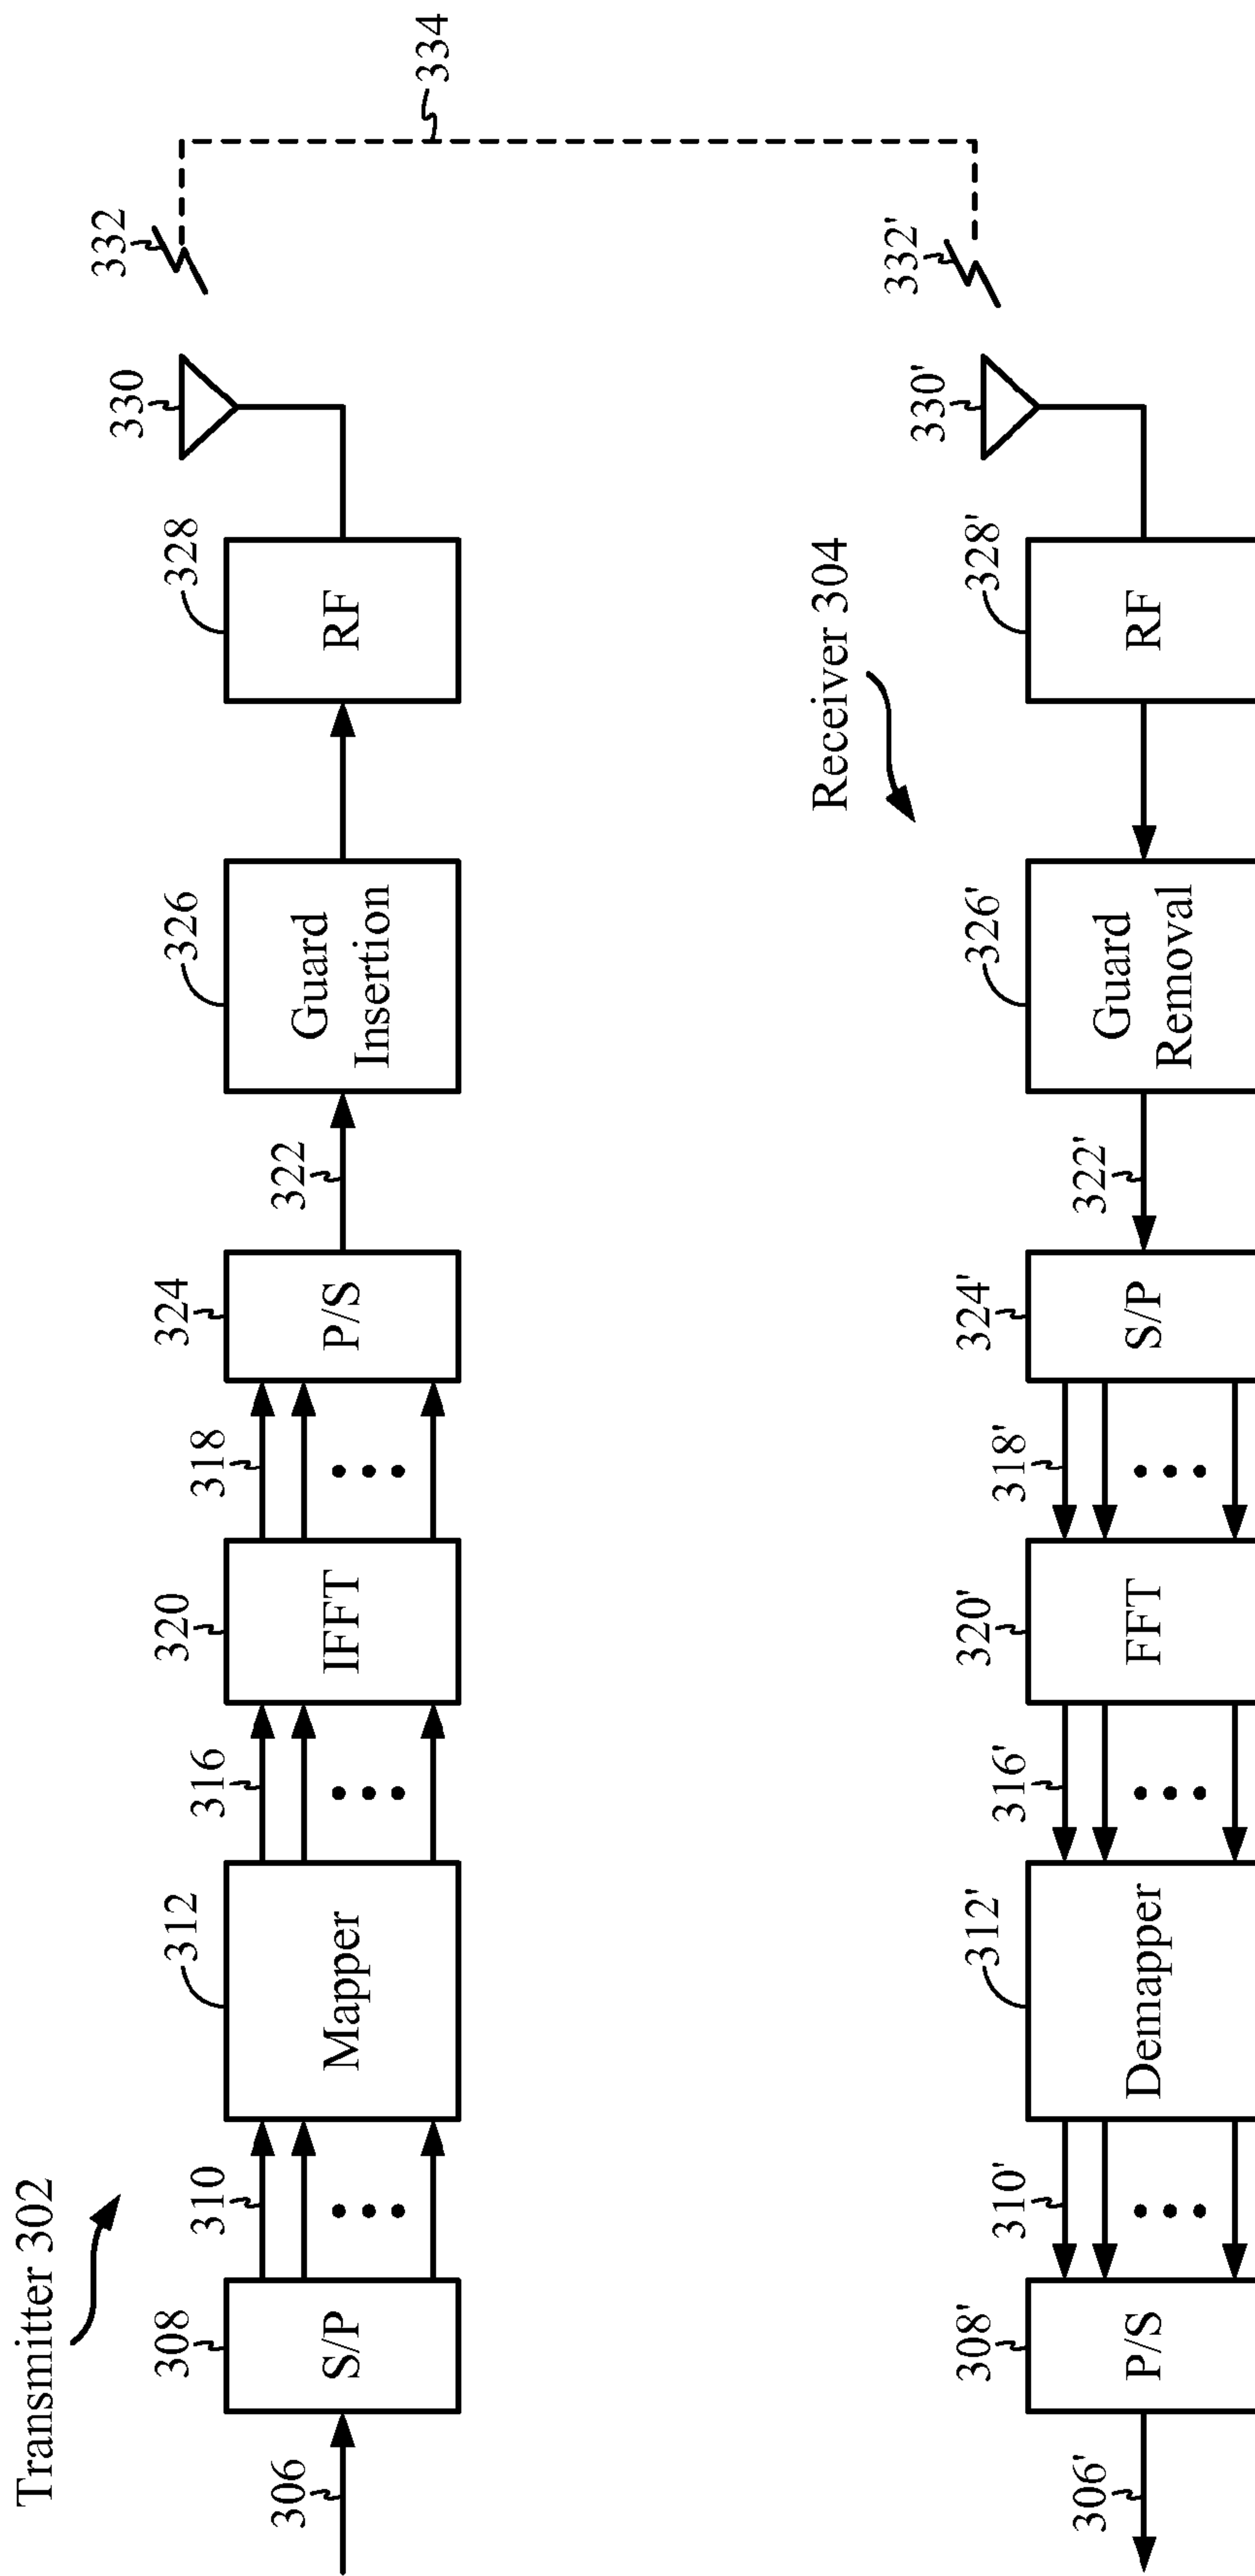 Transmitter 302
306
308
S/P
310
312
Mapper
316
320
IFFT
318
324
P/S
322
326
Guard
Insertion
328
RF
330
332
334
Receiver 304
306'
308'
P/S
310'
312'
Demapper
316'
320'
FFT
318'
324'
S/P
322'
326'
Guard
Removal
328'
RF
330'
332'